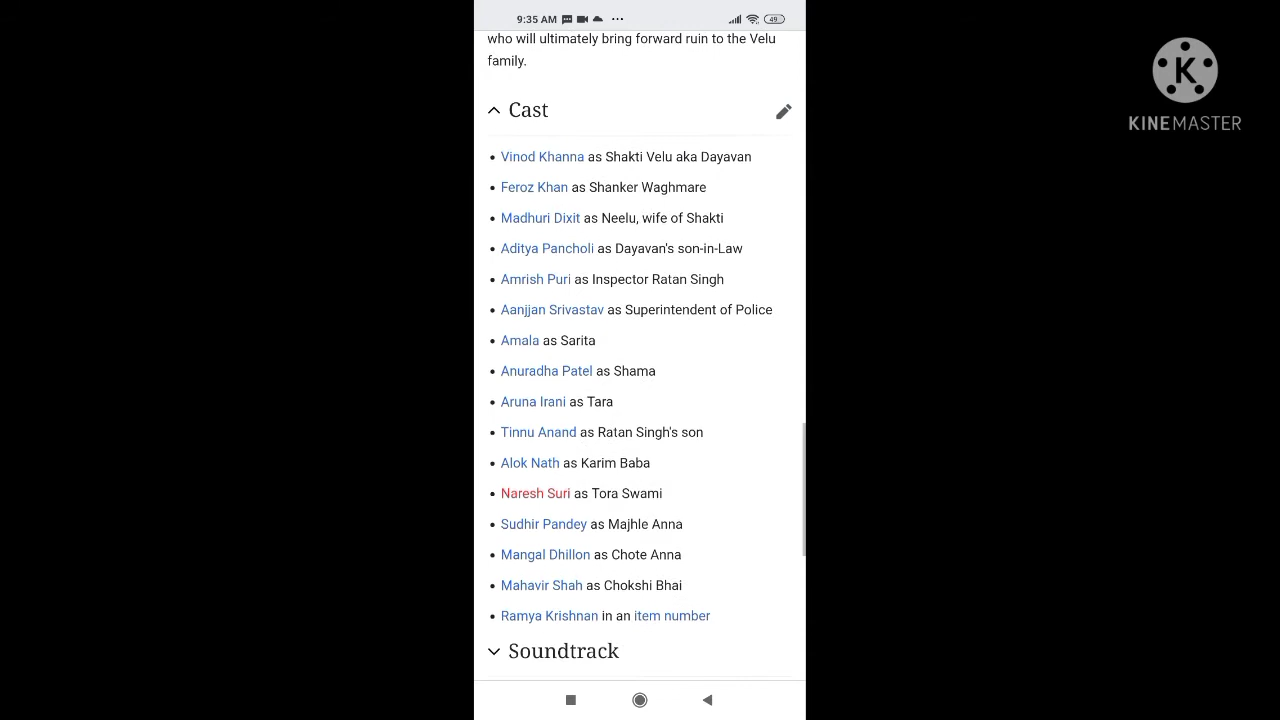 9:35 AM
49
who will ultimately bring forward ruin to the Velu
family.
Cast
Vinod Khanna as Shakti Velu aka Dayavan
Feroz Khan as Shanker Waghmare
Madhuri Dixit as Neelu, wife of Shakti
Aditya Pancholi as Dayavan's son-in-Law
Amrish Puri as Inspector Ratan Singh
Aanjjan Srivastav as Superintendent of Police
Amala as Sarita
Anuradha Patel as Shama
Aruna Irani as Tara
Tinnu Anand as Ratan Singh's son
Alok Nath as Karim Baba
Naresh Suri as Tora Swami
Sudhir Pandey as Majhle Anna
Mangal Dhillon as Chote Anna
Mahavir Shah as Chokshi Bhai
Ramya Krishnan in an item number
Soundtrack
K
KINEMASTER